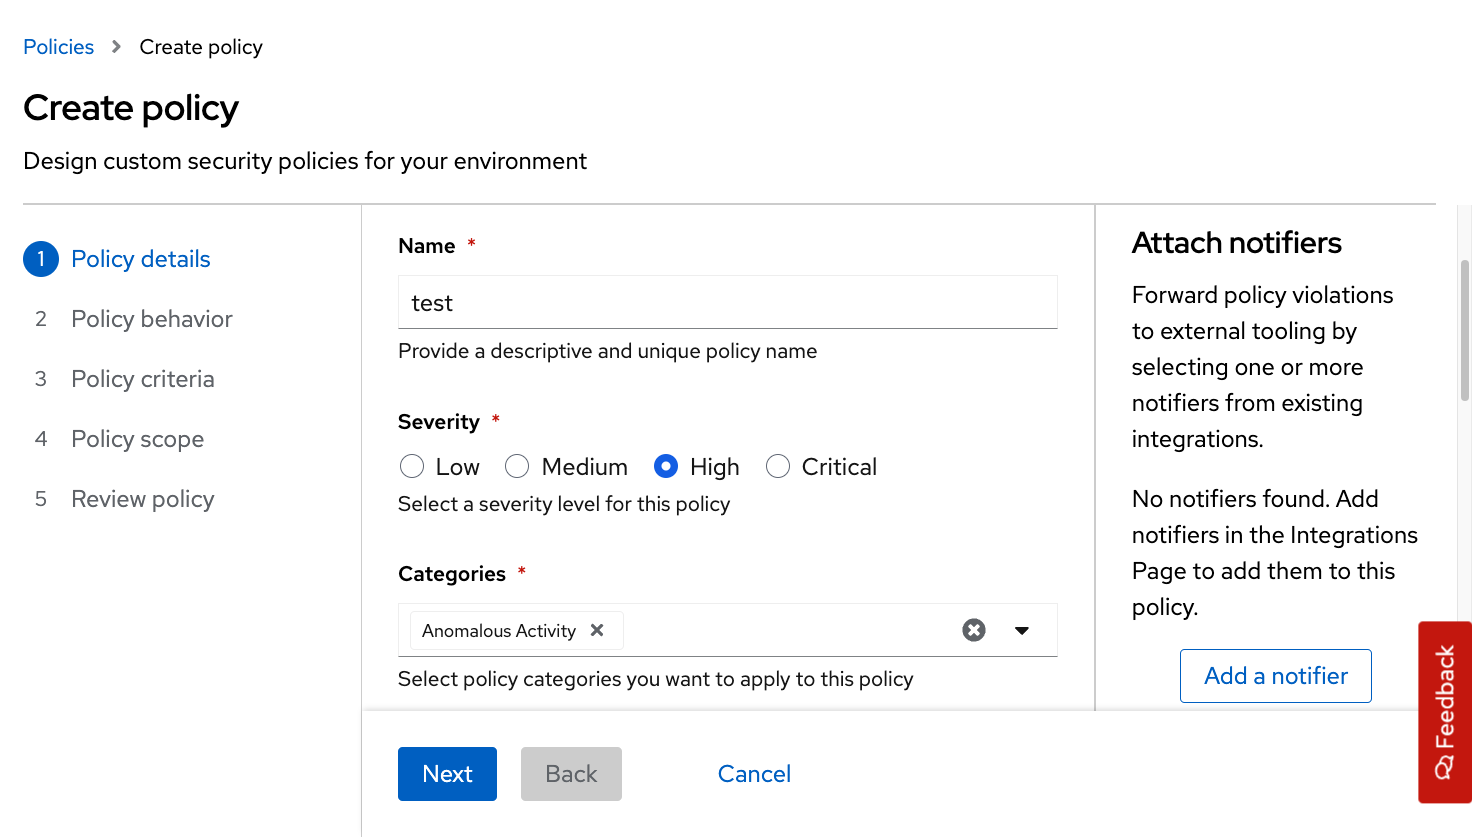 Policies > Create policy
Create policy
Design custom security policies for your environment
1 Policy details
2 Policy behavior
3 Policy criteria
4 Policy scope
5 Review policy
Name *
test
Provide a descriptive and unique policy name
Severity *
Low Medium High Critical
Select a severity level for this policy
Categories *
Anomalous Activity
Select policy categories you want to apply to this policy
Next Back Cancel
Attach notifiers
Forward policy violations
to external tooling by
selecting one or more
notifiers from existing
integrations.
No notifiers found. Add
notifiers in the Integrations
Page to add them to this
policy.
Add a notifier
Feedback